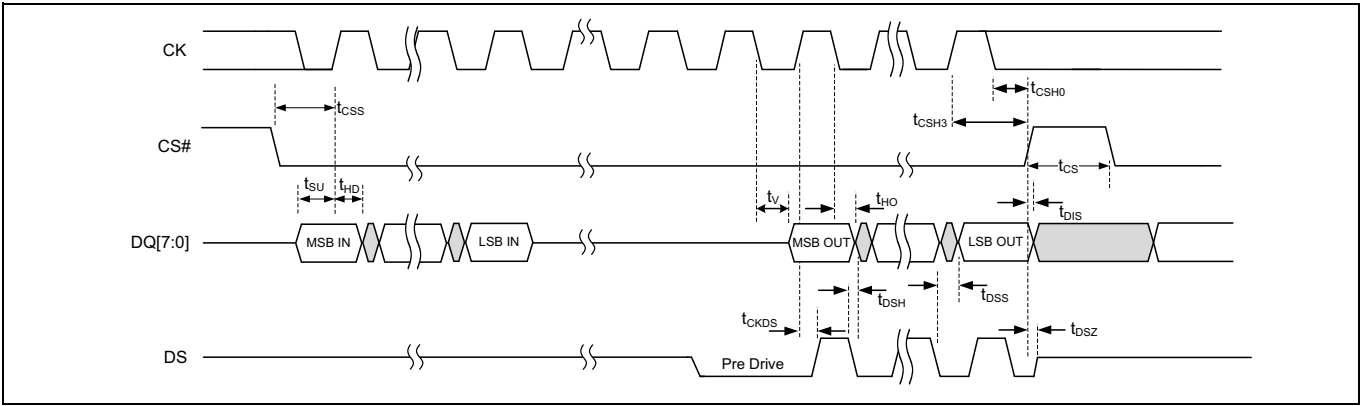 CK
tCSS
tCSH0
tCSH3
CS#
tCS
tSU
tHD
tV
tHO
tDIS
DQ[7:0]
MSB IN
LSB IN
MSB OUT
LSB OUT
tDSH
tDSS
tCKDS
tDSZ
DS
Pre Drive